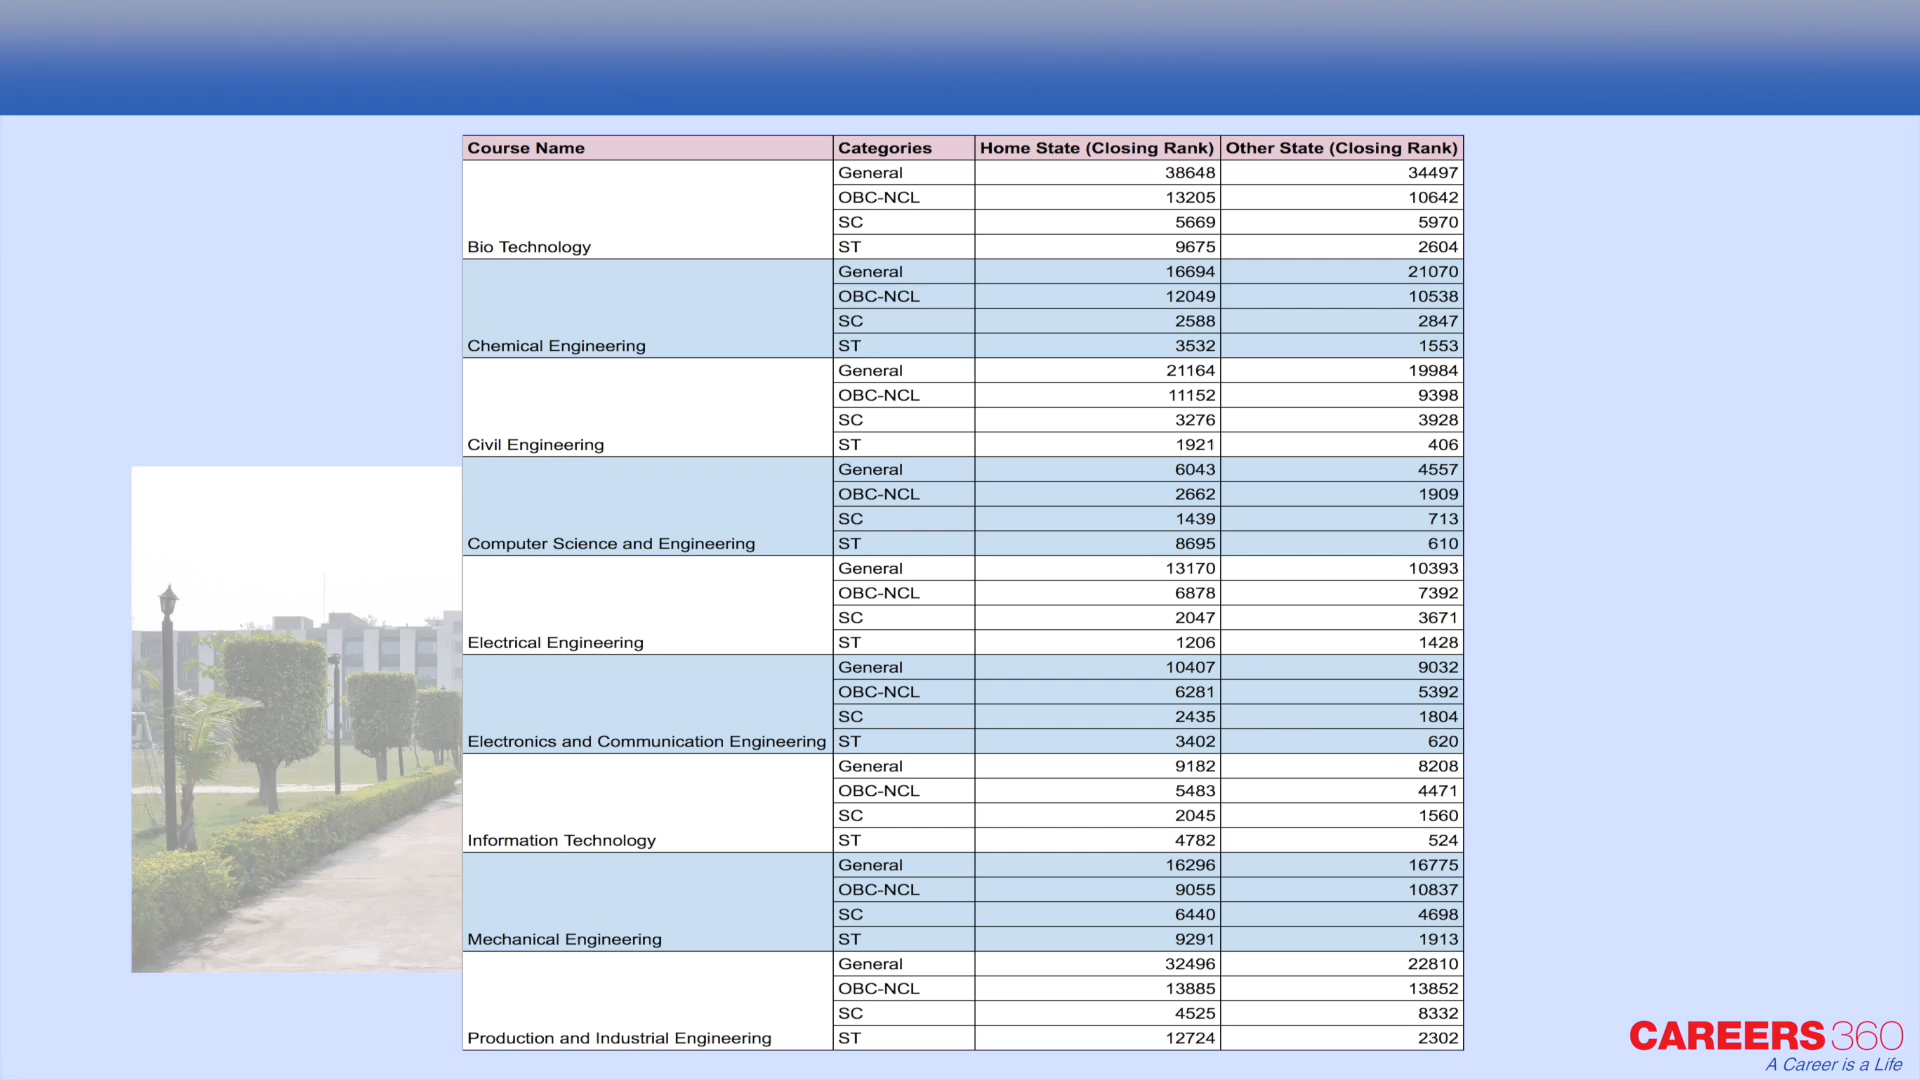 Course Name Categories Home State (Closing Rank) Other State (Closing Rank)
General 38648 34497
OBC-NCL 13205 10642
SC 5669 5970
Bio Technology ST 9675 2604
General 16694 21070
OBC-NCL 12049 10538
SC 2588 2847
Chemical Engineering ST 3532 1553
General 21164 19984
OBC-NCL 11152 9398
SC 3276 3928
Civil Engineering ST 1921 406
General 6043 4557
OBC-NCL 2662 1909
SC 1439 713
Computer Science and Engineering ST 8695 610
General 13170 10393
OBC-NCL 6878 7392
SC 2047 3671
Electrical Engineering ST 1206 1428
General 10407 9032
OBC-NCL 6281 5392
SC 2435 1804
Electronics and Communication Engineering ST 3402 620
General 9182 8208
OBC-NCL 5483 4471
SC 2045 1560
Information Technology ST 4782 524
General 16296 16775
OBC-NCL 9055 10837
SC 6440 4698
Mechanical Engineering ST 9291 1913
General 32496 22810
OBC-NCL 13885 13852
SC 4525 8332
Production and Industrial Engineering ST 12724 2302
CAREERS360
A Career is a Life